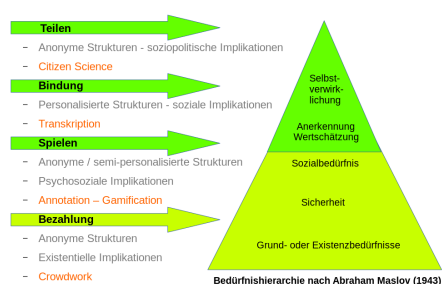 Teilen
– Anonyme Strukturen - soziopolitische Implikationen
– Citizen Science
Bindung
– Personalisierte Strukturen - soziale Implikationen
– Transkription
Spielen
– Anonyme / semi-personalisierte Strukturen
– Psychosoziale Implikationen
– Annotation – Gamification
Bezahlung
– Anonyme Strukturen
– Existentielle Implikationen
– Crowdwork
Selbst-
verwirk-
lichung
Anerkennung
Wertschätzung
Sozialbedürfnis
Sicherheit
Grund- oder Existenzbedürfnisse
Bedürfnishierarchie nach Abraham Maslov (1943)